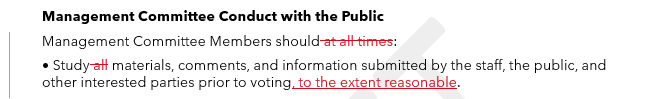 Management Committee Conduct with the Public
Management Committee Members should at all times:
• Study all materials, comments, and information submitted by the staff, the public, and
other interested parties prior to voting, to the extent reasonable.